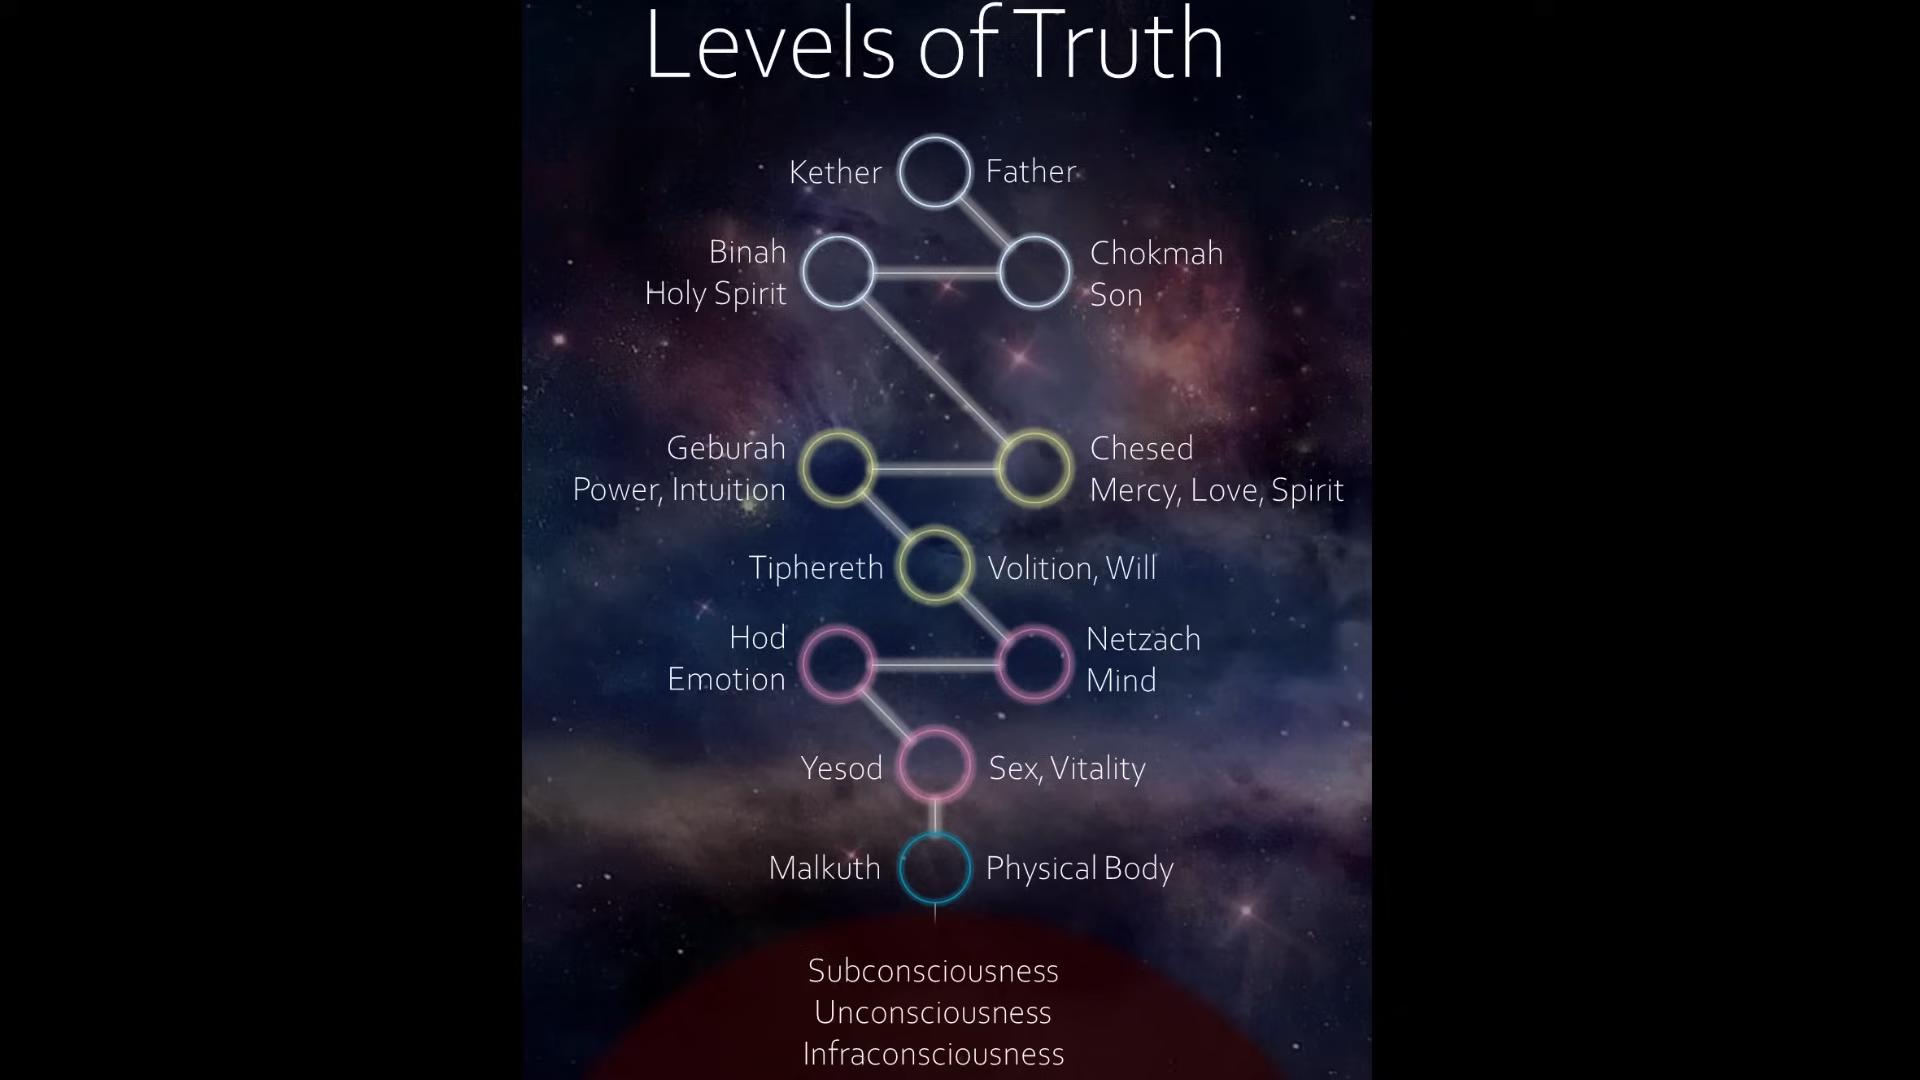 Levels of Truth
Kether Father
Binah
Holy Spirit
Chokmah
Son
Geburah
Power, Intuition
Chesed
Mercy, Love, Spirit
Tiphereth Volition, Will
Hod
Emotion
Netzach
Mind
Yesod Sex, Vitality
Malkuth Physical Body
Subconsciousness
Unconsciousness
Infraconsciousness